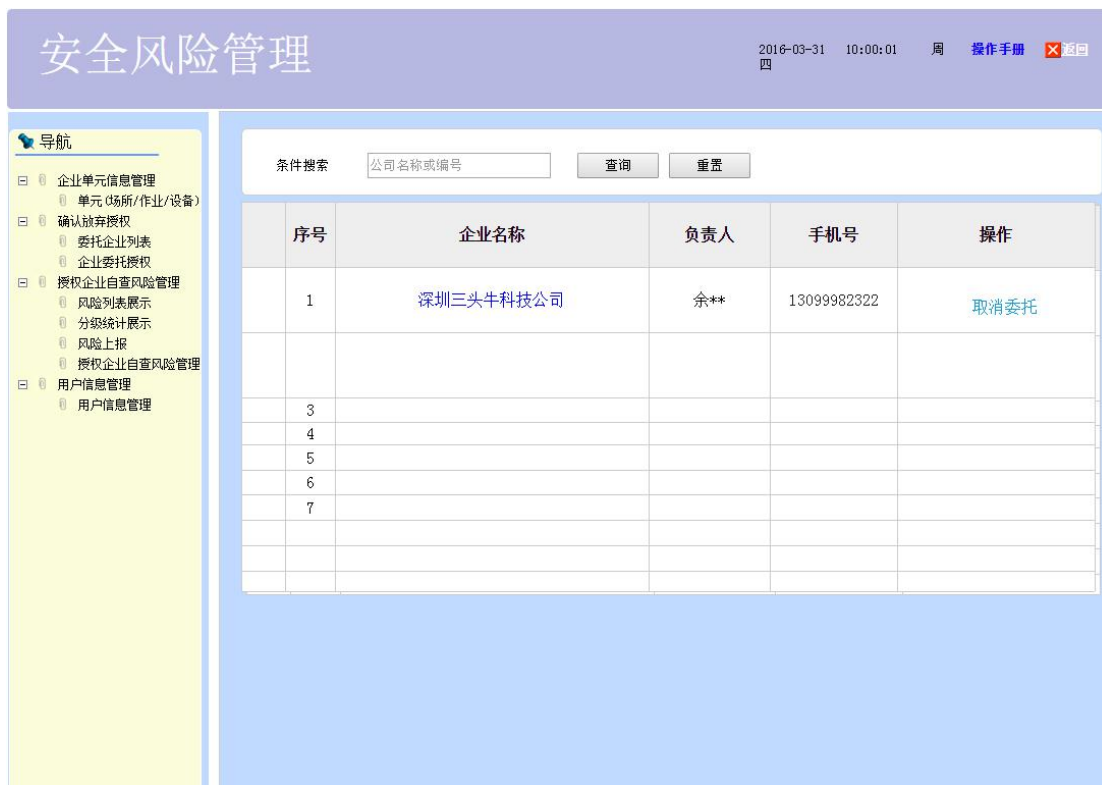 安全风险管理
2016-03-31 10:00:01 周四
操作手册
返回
导航
企业单元信息管理
单元(场所/作业/设备)
确认放弃授权
委托企业列表
企业委托授权
授权企业自查风险管理
风险列表展示
分级统计展示
风险上报
授权企业自查风险管理
用户信息管理
用户信息管理
条件搜索 公司名称或编号 查询 重置
序号 企业名称 负责人 手机号 操作
1 深圳三头牛科技公司 余** 13099982322 取消委托
3
4
5
6
7